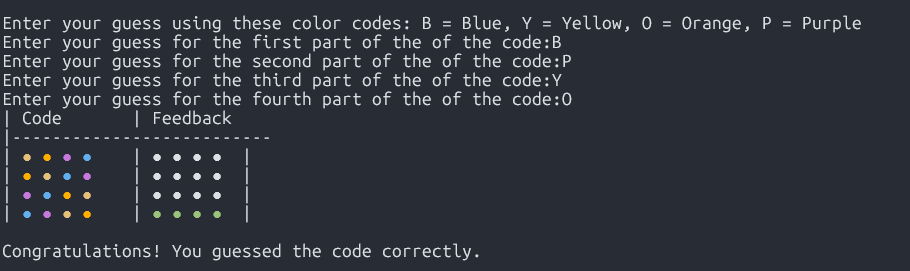 Enter your guess using these color codes: B = Blue, Y = Yellow, O = Orange, P = Purple
Enter your guess for the first part of the of the code:B
Enter your guess for the second part of the of the code:P
Enter your guess for the third part of the of the code:Y
Enter your guess for the fourth part of the of the code:O
| Code | Feedback
|--------------------------
| ● ● ● ● | ● ● ● ● |
| ● ● ● ● | ● ● ● ● |
| ● ● ● ● | ● ● ● ● |
| ● ● ● ● | ● ● ● ● |
Congratulations! You guessed the code correctly.